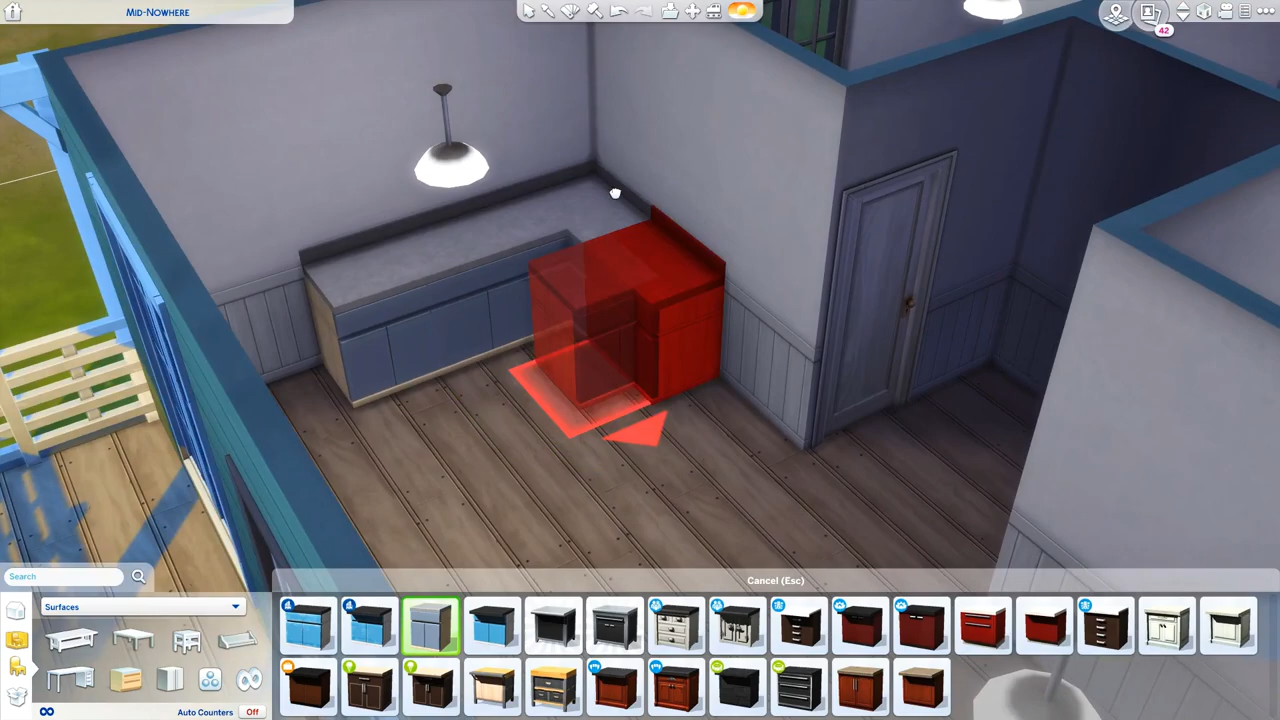 Mid-Nowhere
42
Cancel (Esc)
Search
Surfaces
Auto Counters
Off